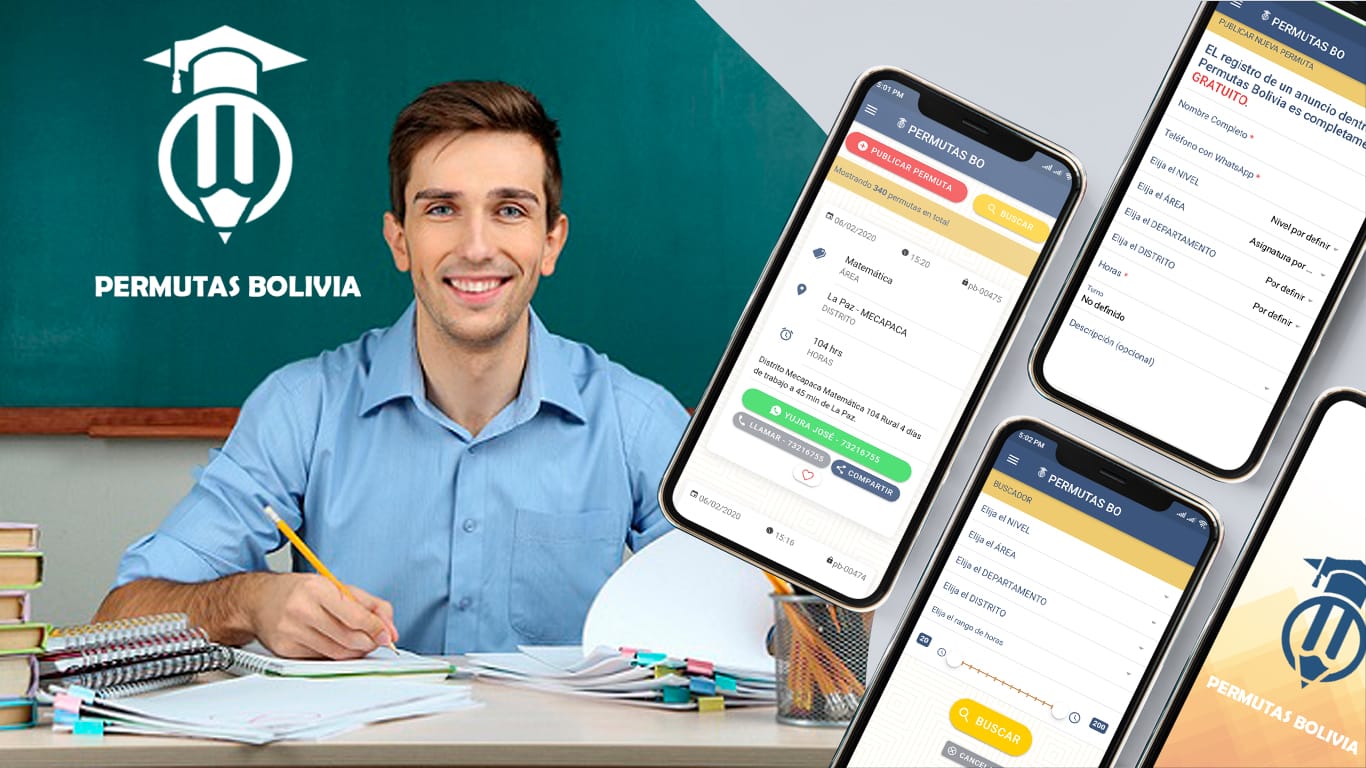 PERMUTAS BOLIVIA
5:01 PM
PERMUTAS BO
PUBLICAR PERMUTA
BUSCAR
Mostrando 340 permutas en total
06/02/2020
15:20
pb-00475
Matemática
ÁREA
La Paz - MECAPACA
DISTRITO
104 hrs
HORAS
Distrito Mecapaca Matemática 104 Rural 4 días
de trabajo a 45 min de La Paz.
YUJRA JOSÉ - 73216755
LLAMAR - 73216755
COMPARTIR
06/02/2020
15:16
pb-00474
PERMUTAS BO
PUBLICAR NUEVA PERMUTA
EL registro de un anuncio dentr
Permutas Bolivia es completame
GRATUITO.
Nombre Completo *
Teléfono con WhatsApp *
Elija el NIVEL
Nivel por definir
Elija el ÁREA
Asignatura por ...
Elija el DEPARTAMENTO
Por definir
Elija el DISTRITO
Por definir
Horas *
Turno
No definido
Descripción (opcional)
5:02 PM
PERMUTAS BO
BUSCADOR
Elija el NIVEL
Elija el ÁREA
Elija el DEPARTAMENTO
Elija el DISTRITO
Elija el rango de horas
20
200
BUSCAR
CANCEL
PERMUTAS BOLIVIA